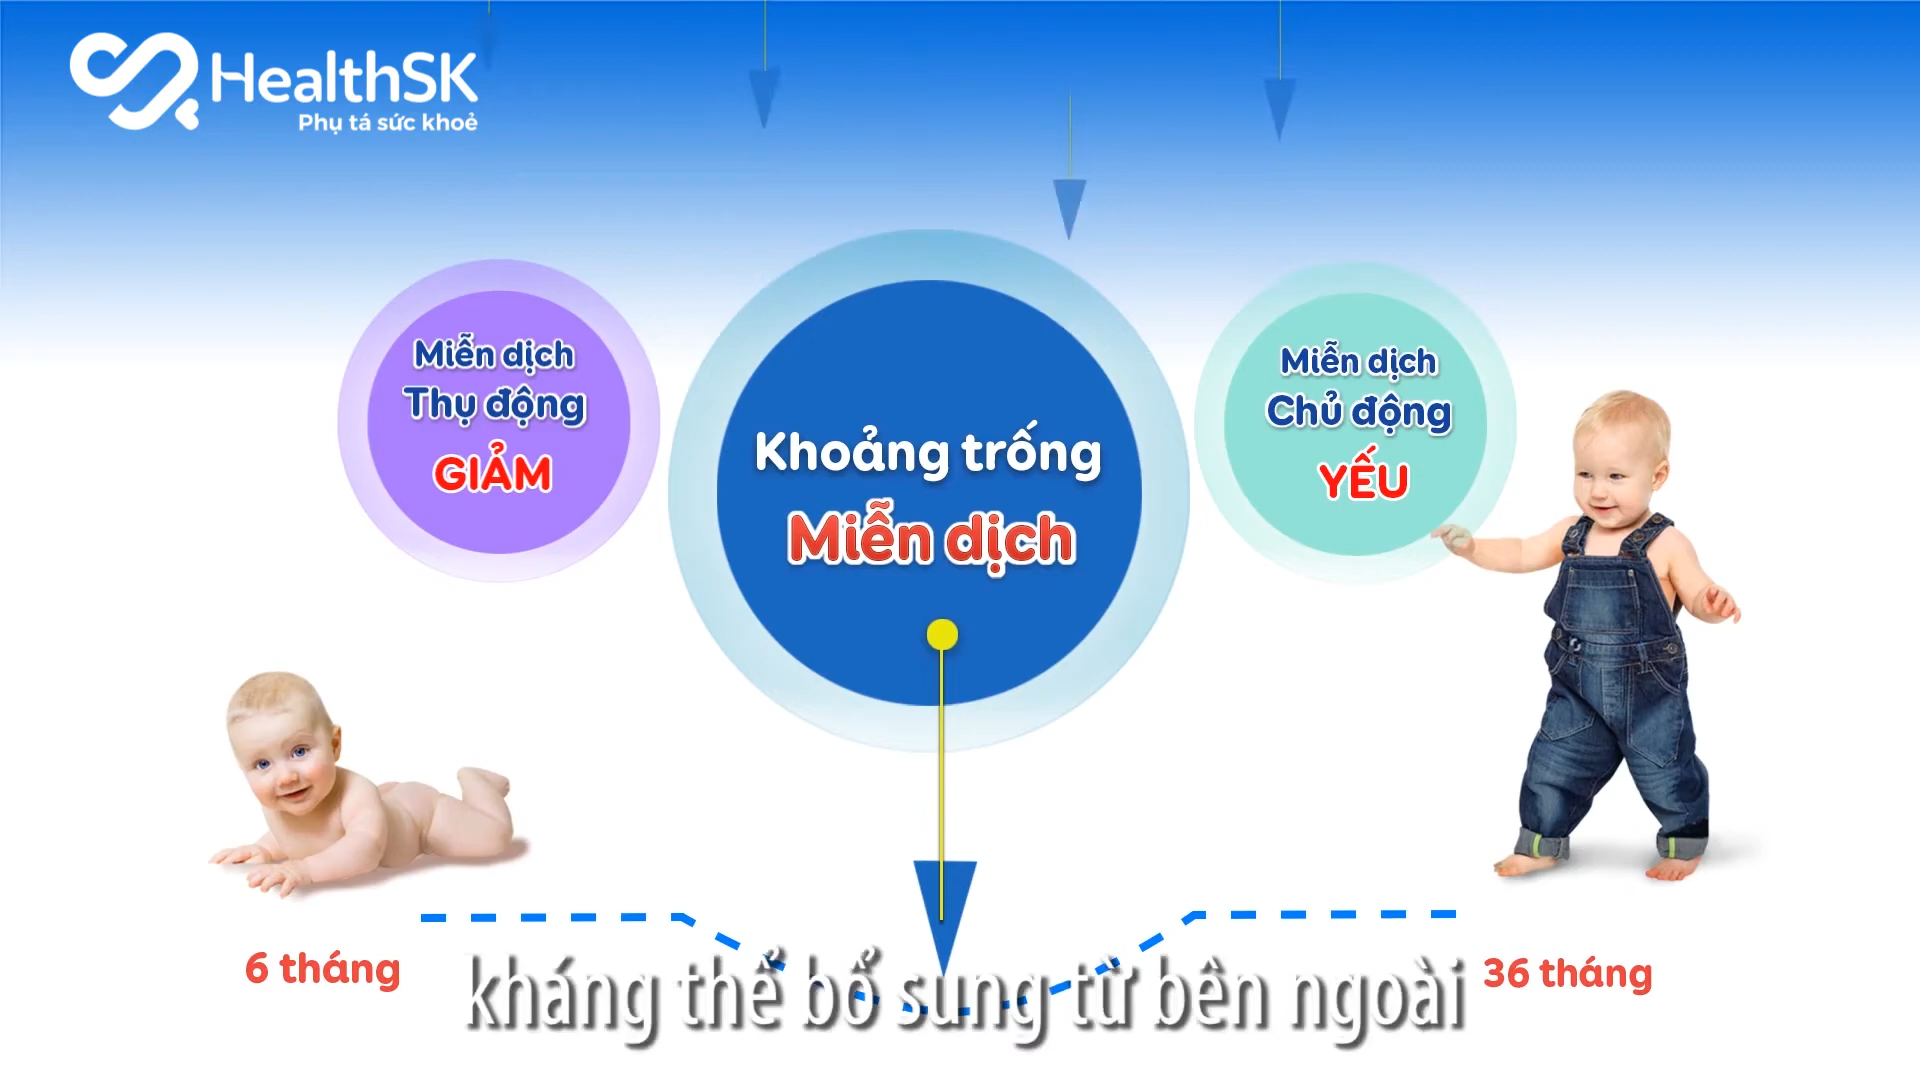 HealthSK
Phụ tá sức khoẻ
Miễn dịch
Thụ động
GIẢM
Khoảng trống
Miễn dịch
Miễn dịch
Chủ động
YẾU
6 tháng
36 tháng
kháng thể bổ sung từ bên ngoài